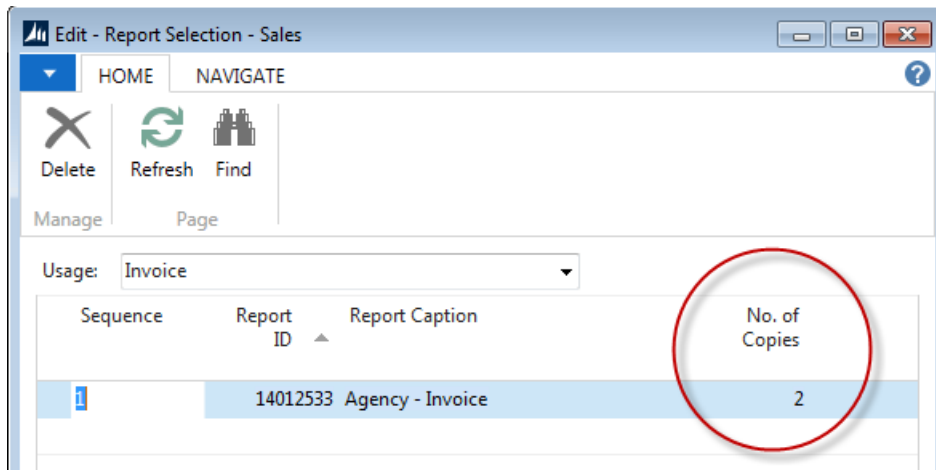 Edit - Report Selection - Sales
HOME NAVIGATE
Delete Refresh Find
Manage Page
Usage: Invoice
Sequence Report Report Caption No. of
ID Copies
1 14012533 Agency - Invoice 2